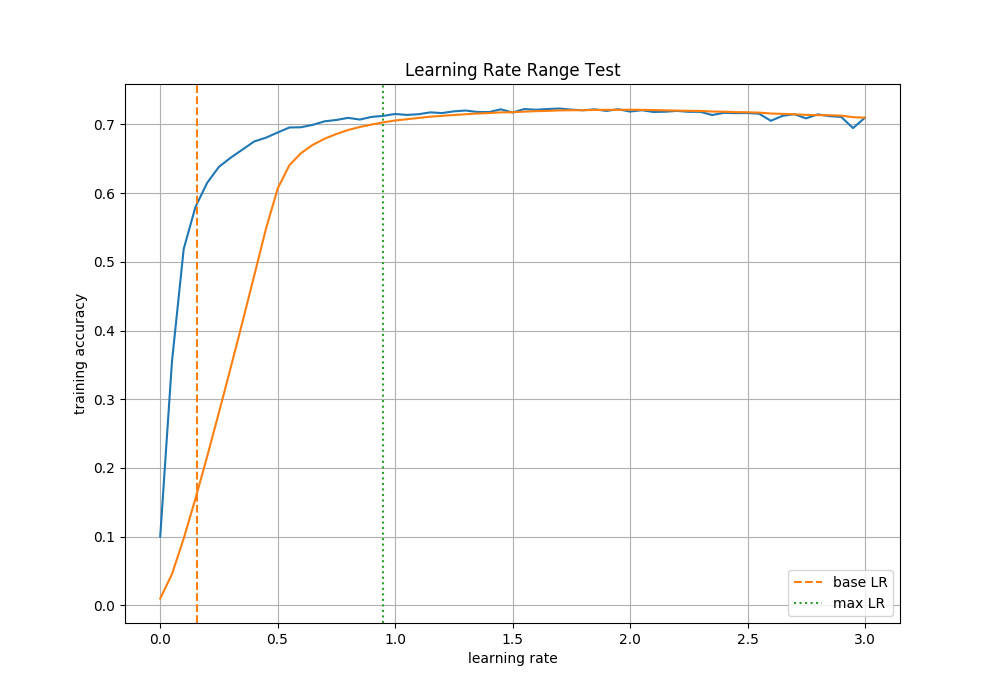 Learning Rate Range Test
training accuracy
0.7
0.6
0.5
0.4
0.3
0.2
0.1
0.0
base LR
max LR
0.0 0.5 1.0 1.5 2.0 2.5 3.0
learning rate